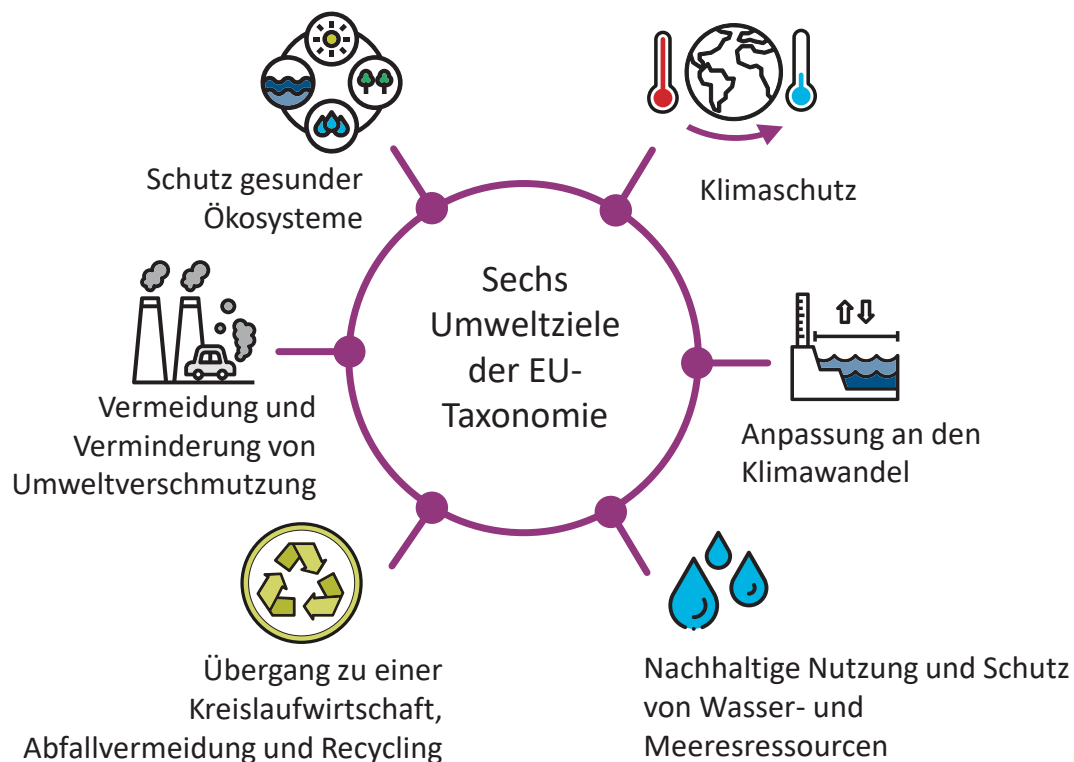 Sechs
Umweltziele
der EU-
Taxonomie
Klimaschutz
Anpassung an den
Klimawandel
Nachhaltige Nutzung und Schutz
von Wasser- und
Meeresressourcen
Übergang zu einer
Kreislaufwirtschaft,
Abfallvermeidung und Recycling
Vermeidung und
Verminderung von
Umweltverschmutzung
Schutz gesunder
Ökosysteme